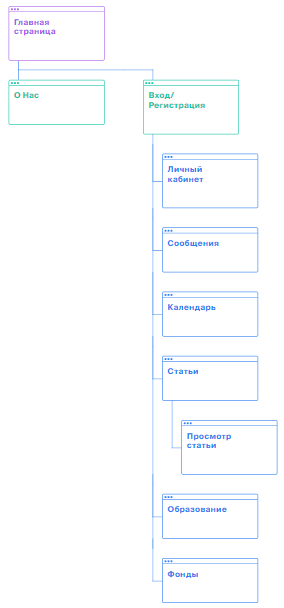 Главная
страница
О Нас
Вход/
Регистрация
Личный
кабинет
Сообщения
Календарь
Статьи
Просмотр
статьи
Образование
Фонды